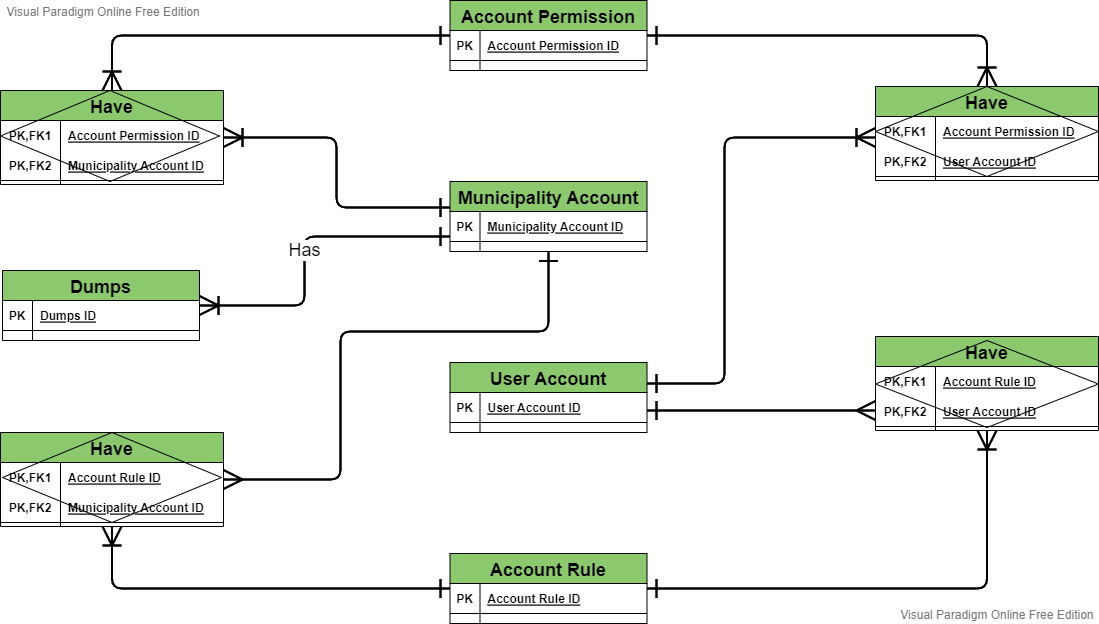 Visual Paradigm Online Free Edition
Account Permission
PK Account Permission ID
Have
PK,FK1 Account Permission ID
PK,FK2 Municipality Account ID
Have
PK,FK1 Account Permission ID
PK,FK2 User Account ID
Municipality Account
PK Municipality Account ID
Has
Dumps
PK Dumps ID
User Account
PK User Account ID
Have
PK,FK1 Account Rule ID
PK,FK2 User Account ID
Have
PK,FK1 Account Rule ID
PK,FK2 Municipality Account ID
Account Rule
PK Account Rule ID
Visual Paradigm Online Free Edition